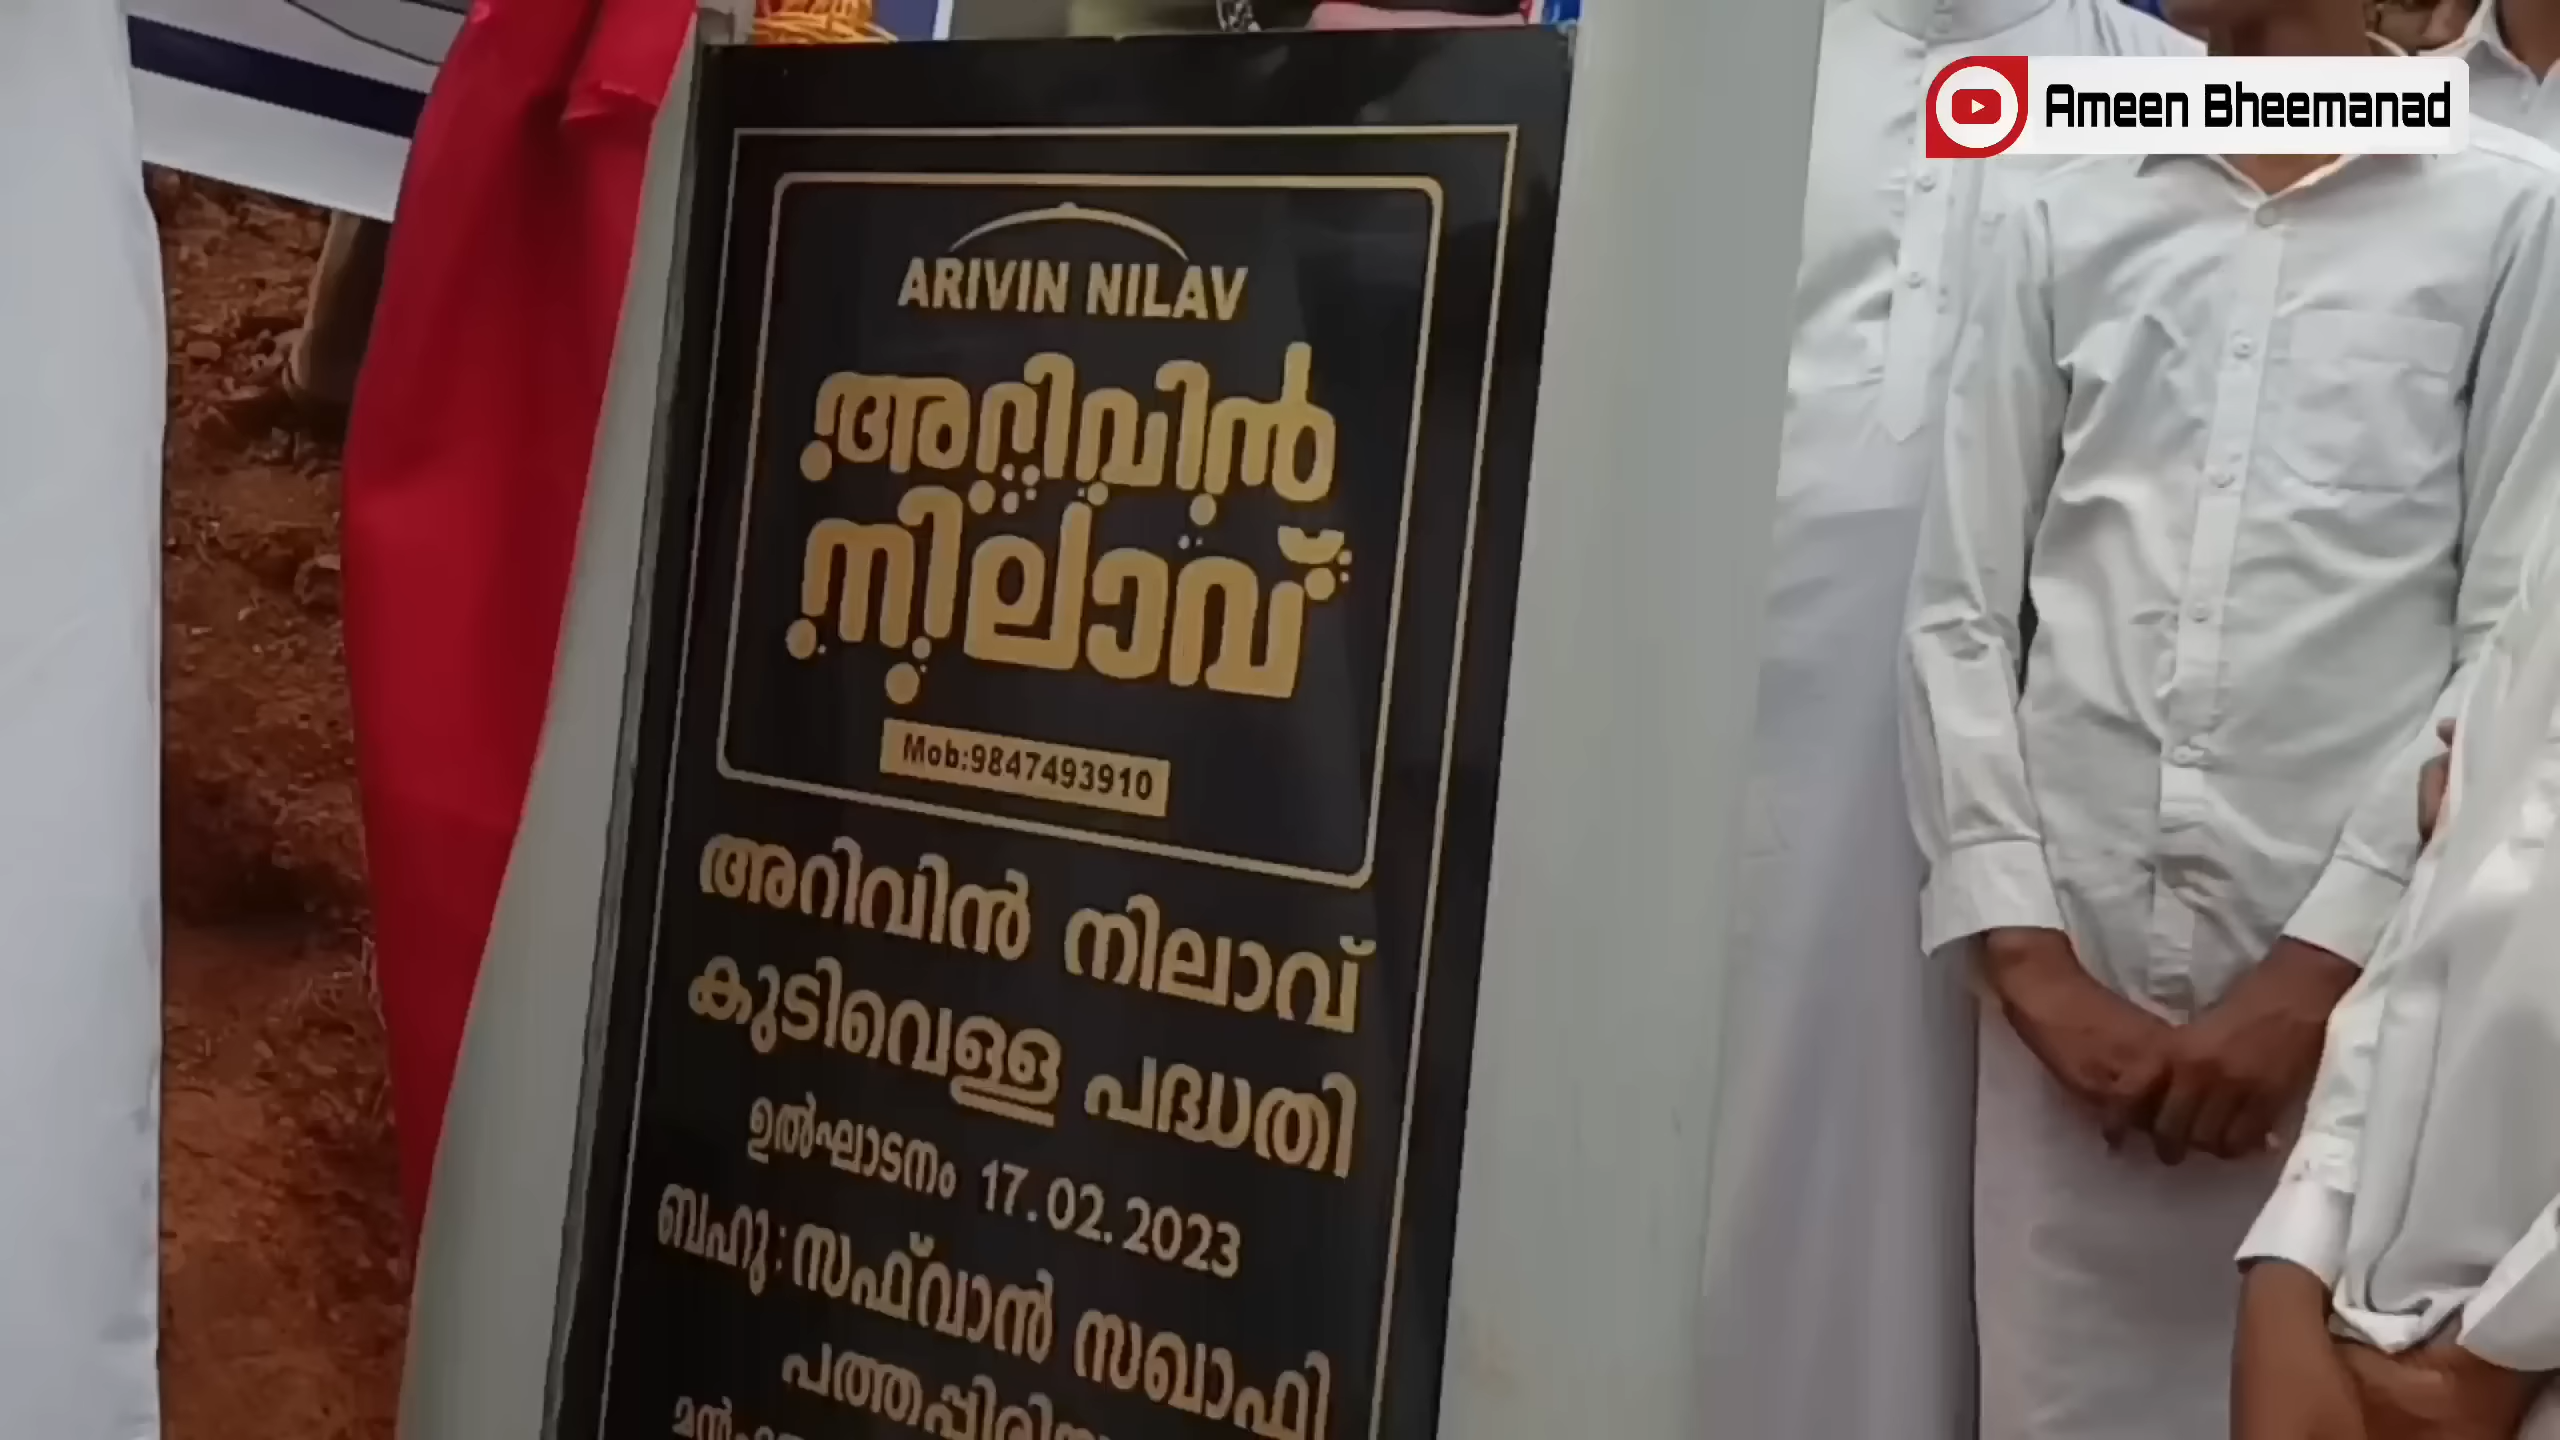 Ameen Bheemanad
ARIVIN NILAV
അറിവിൻ
നിലാവ്
Mob:9847493910
അറിവിൻ നിലാവ്
കുടിവെള്ള പദ്ധതി
ഉൽഘാടനം 17.02.2023
ബഹു:സഫ്‌വാൻ സഖാഫി